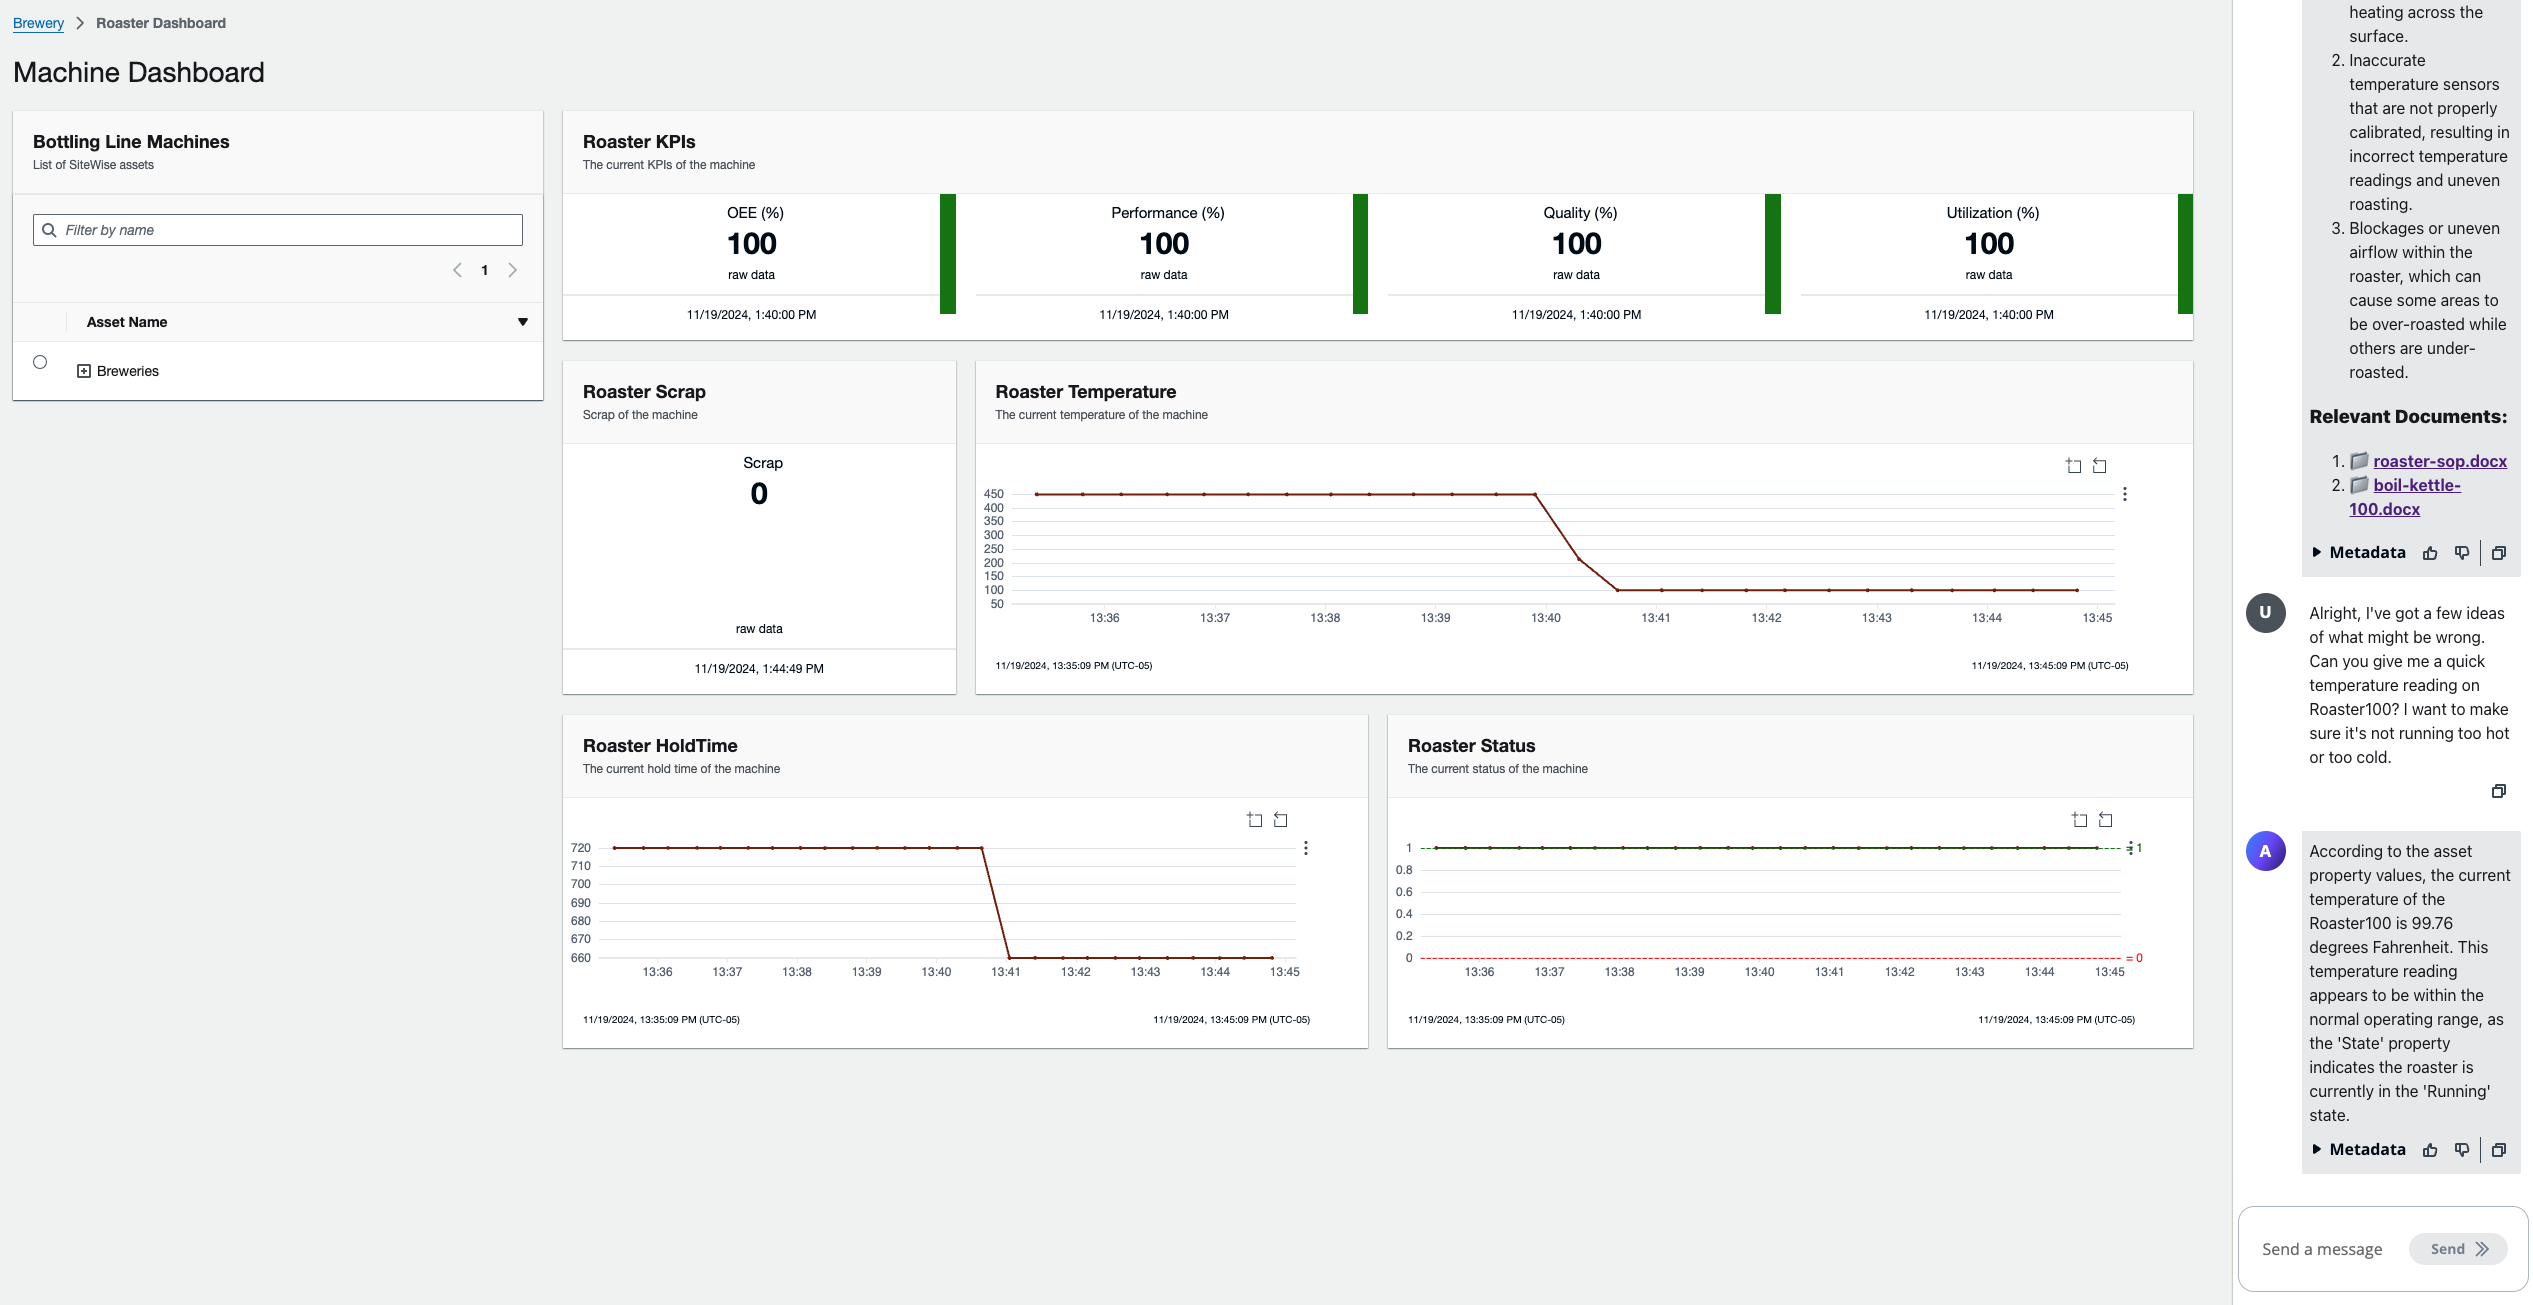 Brewery
Roaster Dashboard
Machine Dashboard
Bottling Line Machines
List of SiteWise assets
Filter by name
1
Asset Name
Breweries
Roaster KPIs
The current KPIs of the machine
OEE (%)
100
raw data
11/19/2024, 1:40:00 PM
Performance (%)
100
raw data
11/19/2024, 1:40:00 PM
Quality (%)
100
raw data
11/19/2024, 1:40:00 PM
Utilization (%)
100
raw data
11/19/2024, 1:40:00 PM
Roaster Scrap
Scrap of the machine
Scrap
0
raw data
11/19/2024, 1:44:49 PM
Roaster Temperature
The current temperature of the machine
450
400
350
300
250
200
150
100
50
13:36 13:37 13:38 13:39 13:40 13:41 13:42 13:43 13:44 13:45
11/19/2024, 13:35:09 PM (UTC-05)
11/19/2024, 13:45:09 PM (UTC-05)
Roaster HoldTime
The current hold time of the machine
720
710
700
690
680
670
660
13:36 13:37 13:38 13:39 13:40 13:41 13:42 13:43 13:44 13:45
11/19/2024, 13:35:09 PM (UTC-05)
11/19/2024, 13:45:09 PM (UTC-05)
Roaster Status
The current status of the machine
1
0.8
0.6
0.4
0.2
0
= 1
= 0
13:36 13:37 13:38 13:39 13:40 13:41 13:42 13:43 13:44 13:45
11/19/2024, 13:35:09 PM (UTC-05)
11/19/2024, 13:45:09 PM (UTC-05)
heating across the
surface.
2. Inaccurate
temperature sensors
that are not properly
calibrated, resulting in
incorrect temperature
readings and uneven
roasting.
3. Blockages or uneven
airflow within the
roaster, which can
cause some areas to
be over-roasted while
others are under-
roasted.
Relevant Documents:
1. roaster-sop.docx
2. boil-kettle-
100.docx
Metadata
U
Alright, I've got a few ideas
of what might be wrong.
Can you give me a quick
temperature reading on
Roaster100? I want to make
sure it's not running too hot
or too cold.
A
According to the asset
property values, the current
temperature of the
Roaster100 is 99.76
degrees Fahrenheit. This
temperature reading
appears to be within the
normal operating range, as
the 'State' property
indicates the roaster is
currently in the 'Running'
state.
Metadata
Send a message
Send